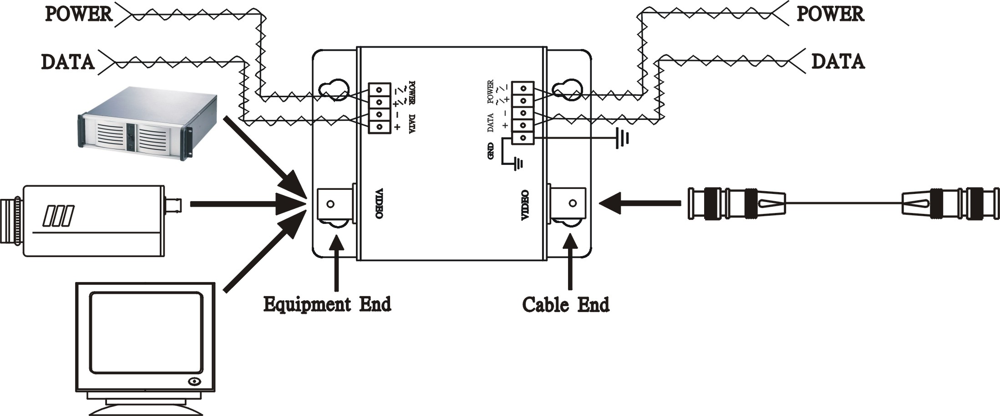 POWER
POWER
DATA
DATA
POWER
-/~
+/~
DATA
-
+
POWER
~/-
~/+
DATA
-
+
GND
VIDEO
VIDEO
Equipment End
Cable End